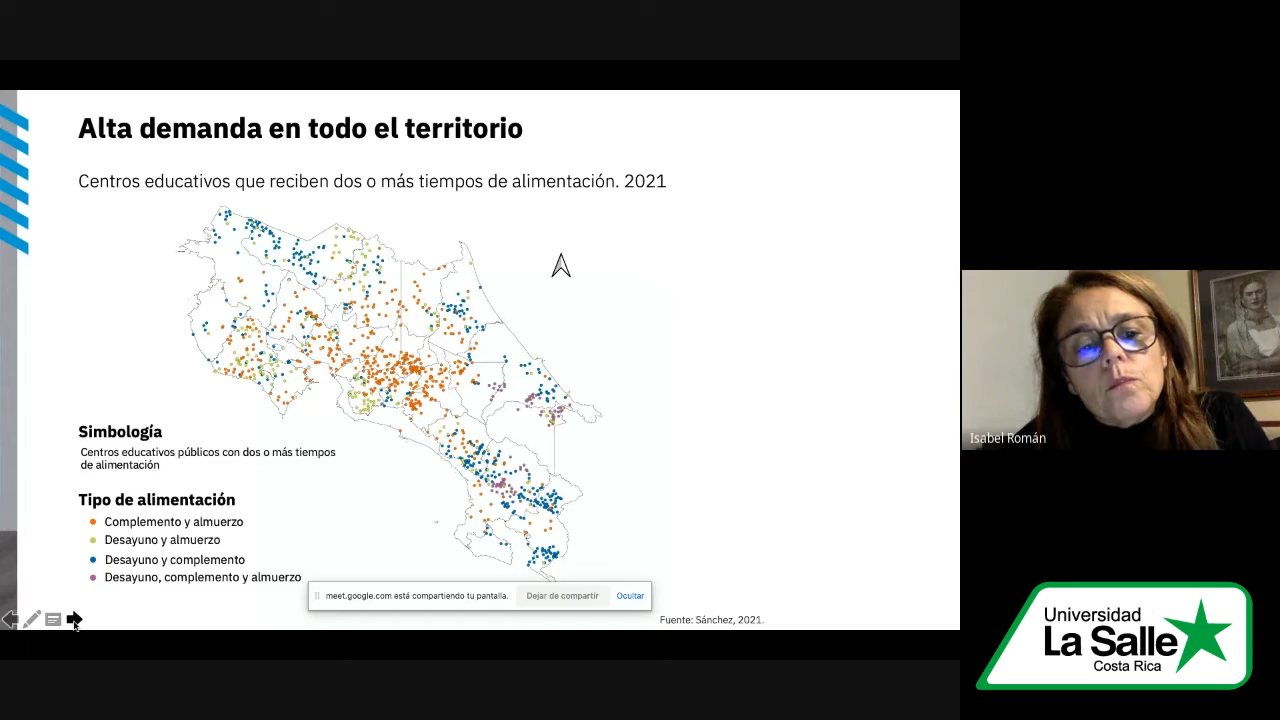 Alta demanda en todo el territorio
Centros educativos que reciben dos o más tiempos de alimentación. 2021
Simbología
Centros educativos públicos con dos o más tiempos
de alimentación
Tipo de alimentación
Complemento y almuerzo
Desayuno y almuerzo
Desayuno y complemento
Desayuno, complemento y almuerzo
meet.google.com está compartiendo tu pantalla.
Dejar de compartir
Ocultar
Fuente: Sánchez, 2021.
Isabel Román
Universidad
La Salle
Costa Rica